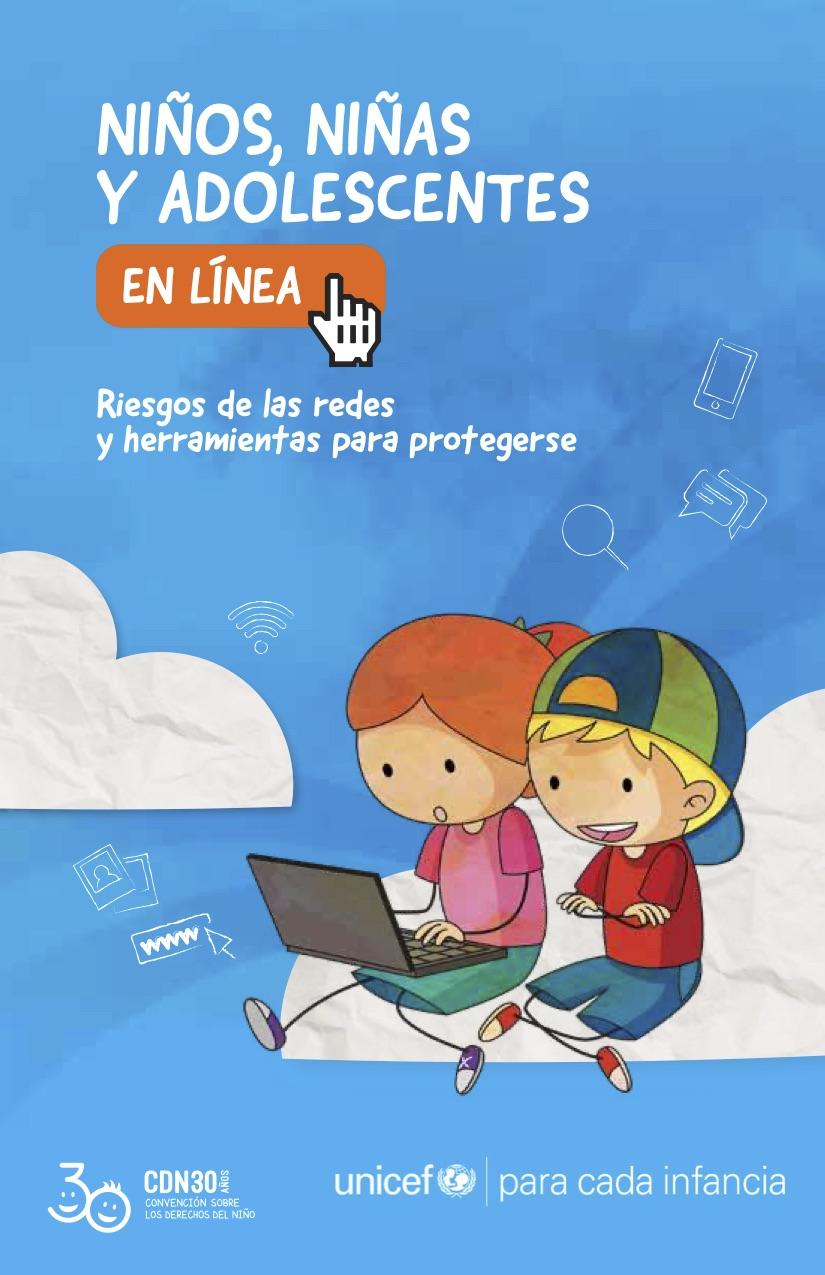 NIÑOS, NIÑAS
Y ADOLESCENTES
EN LÍNEA
Riesgos de las redes
y herramientas para protegerse
www
CDN30 AÑOS
CONVENCIÓN SOBRE
LOS DERECHOS DEL NIÑO
unicef para cada infancia